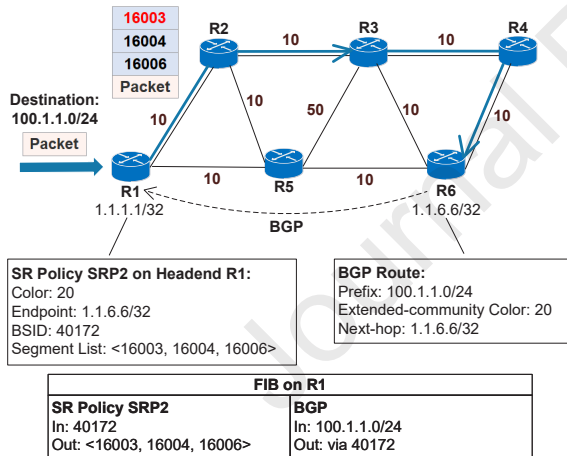 16003
16004
16006
Packet
R2
R3
R4
10
10
Destination:
100.1.1.0/24
Packet
10
10
50
10
10
R1
1.1.1.1/32
10
R5
10
R6
1.1.6.6/32
BGP
SR Policy SRP2 on Headend R1:
Color: 20
Endpoint: 1.1.6.6/32
BSID: 40172
Segment List: <16003, 16004, 16006>
BGP Route:
Prefix: 100.1.1.0/24
Extended-community Color: 20
Next-hop: 1.1.6.6/32
FIB on R1
SR Policy SRP2
In: 40172
Out: <16003, 16004, 16006>
BGP
In: 100.1.1.0/24
Out: via 40172
Journal